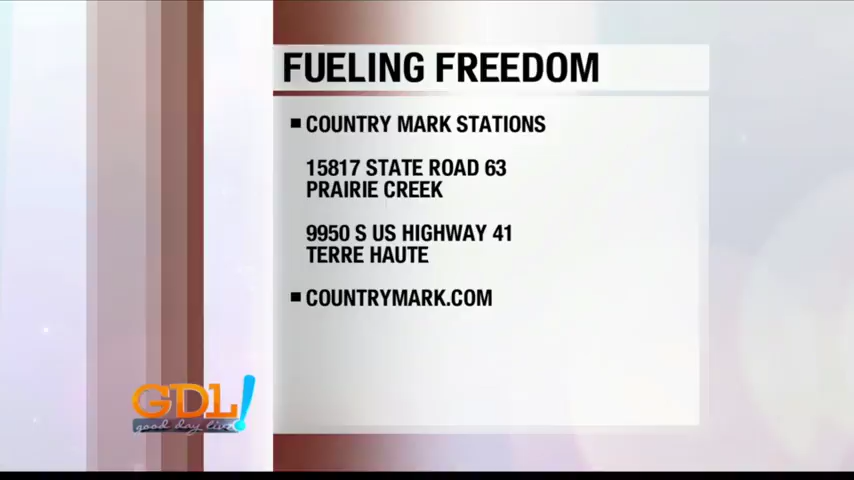 FUELING FREEDOM
COUNTRY MARK STATIONS
15817 STATE ROAD 63
PRAIRIE CREEK
9950 S US HIGHWAY 41
TERRE HAUTE
COUNTRYMARK.COM
GDL!
good day live